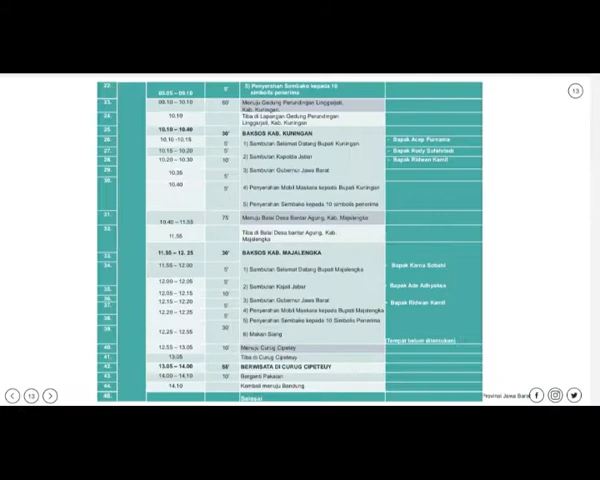 13
22. 09.05 – 09.10 5' 5) Penyerahan Sembako kepada 10
simbolis penerima
23. 09.10 – 10.10 60' Menuju Gedung Perundingan Linggarjati,
Kab. Kuningan.
24. 10.10 Tiba di Lapangan Gedung Perundingan
Linggarjati, Kab. Kuningan
25. 10.10 – 10.40 30' BAKSOS KAB. KUNINGAN
26. 10.10 -10.15 5' 1) Sambutan Selamat Datang Bupati Kuningan - Bapak Acep Purnama
27. 10.15 – 10.20 5' 2) Sambutan Kapolda Jabar - Bapak Rudy Sufahriadi
28. 10.20 – 10.30 10' 3) Sambutan Gubernur Jawa Barat - Bapak Ridwan Kamil
29. 10.35 5' 4) Penyerahan Mobil Maskara kepada Bupati Kuningan
30. 10.40 5' 5) Penyerahan Sembako kepada 10 simbolis penerima
31. 10.40 – 11.55 75 Menuju Balai Desa Bantar Agung, Kab. Majalengka
32. 11.55 Tiba di Balai Desa bantar Agung, Kab.
Majalengka
33. 11.55 – 12. 25 30' BAKSOS KAB. MAJALENGKA
34. 11.55 – 12.00 5' 1) Sambutan Selamat Datang Bupati Majalengka - Bapak Karna Sobahi
35. 12.00 – 12.05 5' 2) Sambutan Kajati Jabar - Bapak Ade Adhyaksa
36. 12.05 – 12.15 10' 3) Sambutan Gubernur Jawa Barat - Bapak Ridwan Kamil
37. 12.15 – 12.20 5' 4) Penyerahan Mobil Maskara kepada Bupati Majalengka
38. 12.20 – 12.25 5' 5) Penyerahan Sembako kepada 10 Simbolis Penerima
39. 12.25 – 12.55 30' 6) Makan Siang (Tempat belum ditentukan)
40. 12.55 – 13.05 10' Menuju Curug Cipeteuy
41. 13.05 Tiba di Curug Cipeteuy
42. 13.05 – 14.00 55' BERWISATA DI CURUG CIPETEUY
43. 14.00 – 14.10 10' Berganti Pakaian
44. 14.10 Kembali menuju Bandung
45. Selesai
13
Provinsi Jawa Barat